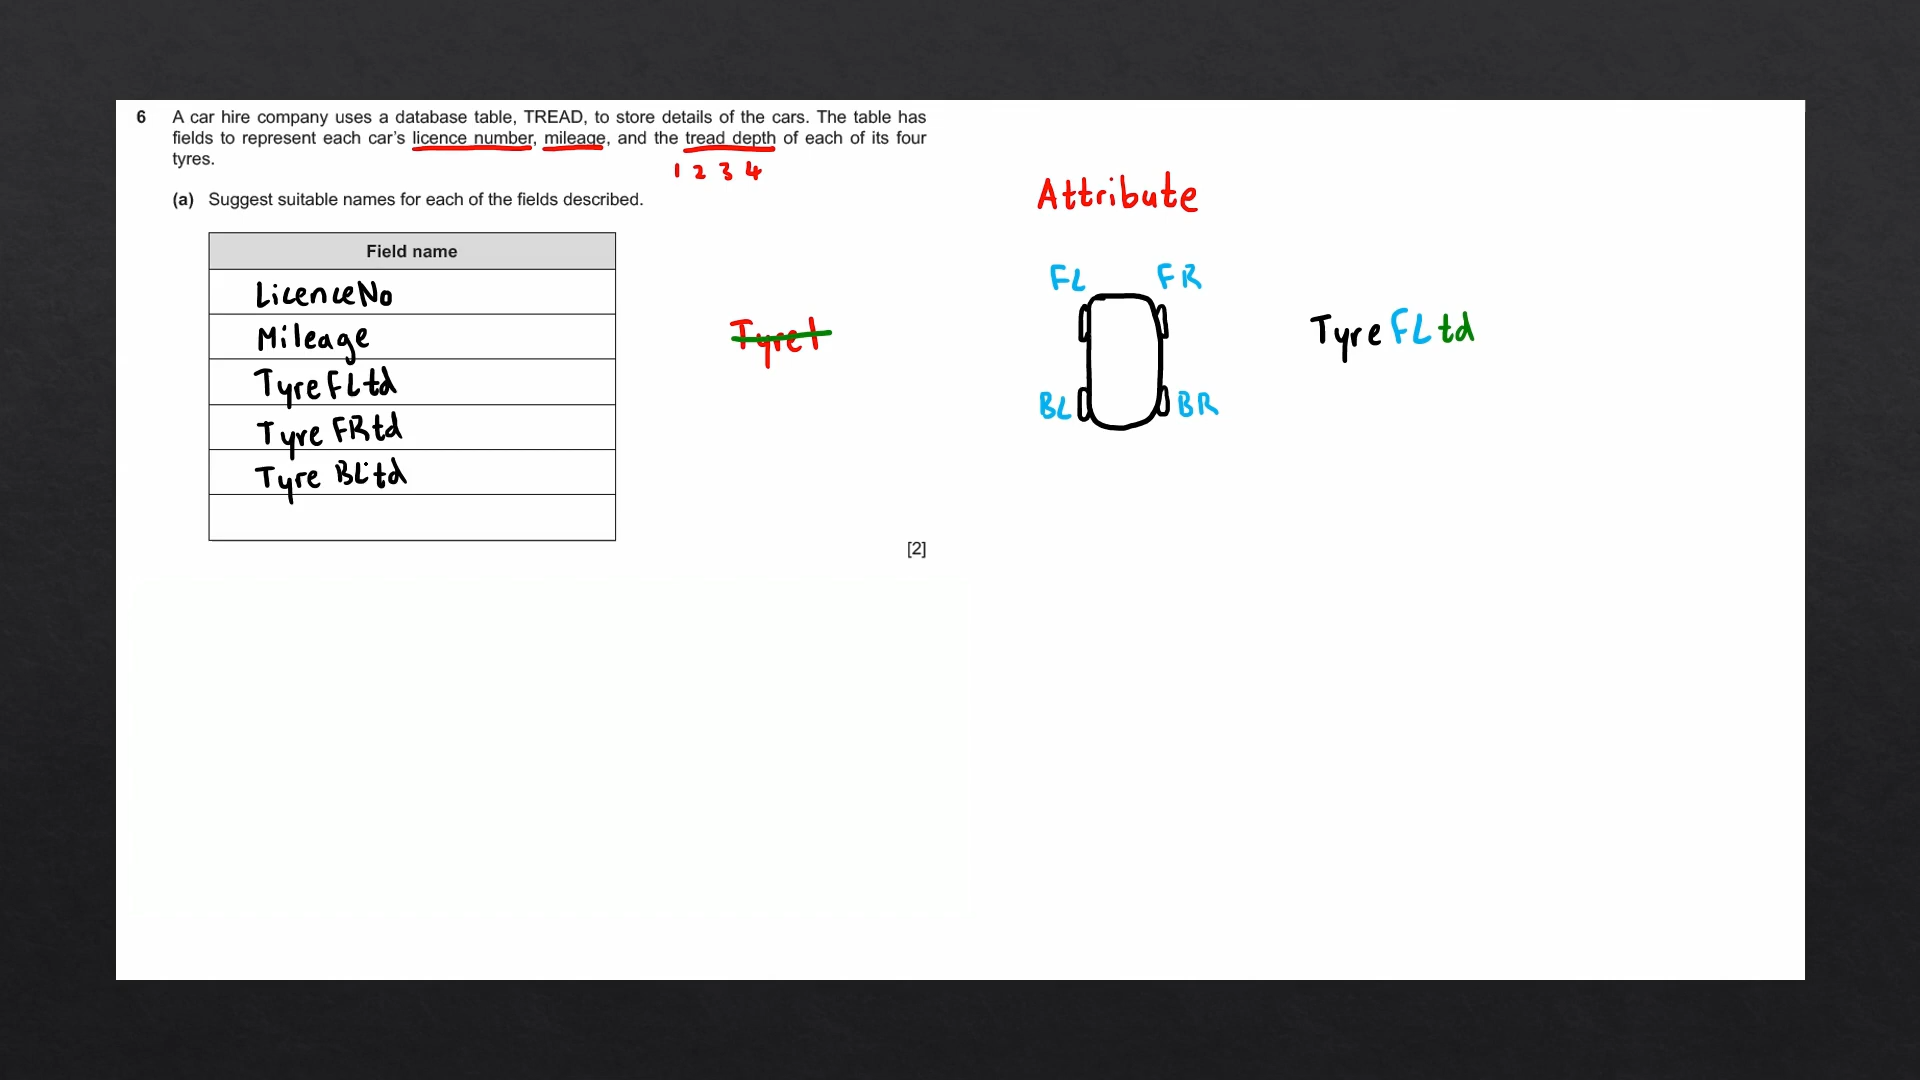 6 A car hire company uses a database table, TREAD, to store details of the cars. The table has
fields to represent each car's licence number, mileage, and the tread depth of each of its four
tyres.
1 2 3 4
(a) Suggest suitable names for each of the fields described.
Field name
LicenceNo
Mileage
TyreFLtd
Tyre FRtd
Tyre BLtd
[2]
Tyre1
Attribute
FL FR
BL BR
Tyre FLtd